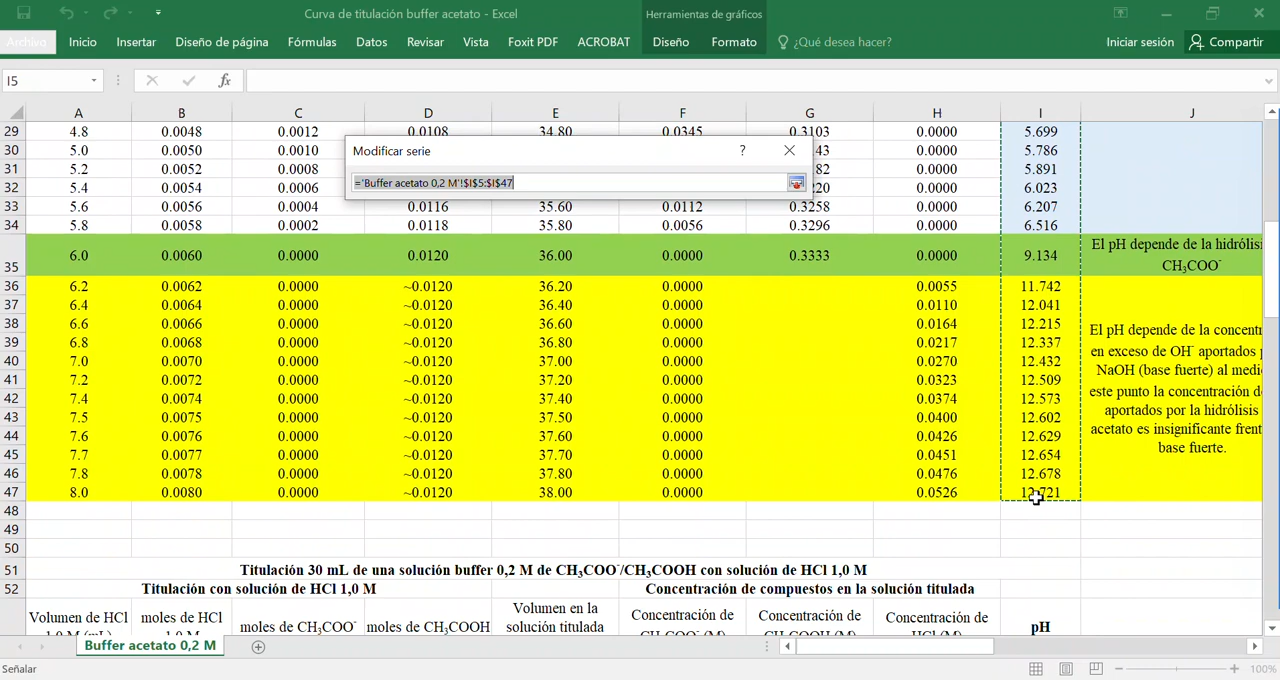 Curva de titulación buffer acetato - Excel
Herramientas de gráficos
Archivo Inicio Insertar Diseño de página Fórmulas Datos Revisar Vista Foxit PDF ACROBAT Diseño Formato ¿Qué desea hacer? Iniciar sesión Compartir
I5 fx
A B C D E F G H I J
29 4.8 0.0048 0.0012 0.0108 34.80 0.0345 0.3103 0.0000 5.699
Modificar serie ? 
30 5.0 0.0050 0.0010 43 0.0000 5.786
31 5.2 0.0052 0.0008 82 0.0000 5.891
='Buffer acetato 0,2 M'!$I$5:$I$47
32 5.4 0.0054 0.0006 20 0.0000 6.023
33 5.6 0.0056 0.0004 0.0116 35.60 0.0112 0.3258 0.0000 6.207
34 5.8 0.0058 0.0002 0.0118 35.80 0.0056 0.3296 0.0000 6.516
35 6.0 0.0060 0.0000 0.0120 36.00 0.0000 0.3333 0.0000 9.134
El pH depende de la hidrólisi
CH₃COO⁻
36 6.2 0.0062 0.0000 ~0.0120 36.20 0.0000 0.0055 11.742
37 6.4 0.0064 0.0000 ~0.0120 36.40 0.0000 0.0110 12.041
38 6.6 0.0066 0.0000 ~0.0120 36.60 0.0000 0.0164 12.215
39 6.8 0.0068 0.0000 ~0.0120 36.80 0.0000 0.0217 12.337
40 7.0 0.0070 0.0000 ~0.0120 37.00 0.0000 0.0270 12.432
41 7.2 0.0072 0.0000 ~0.0120 37.20 0.0000 0.0323 12.509
42 7.4 0.0074 0.0000 ~0.0120 37.40 0.0000 0.0374 12.573
43 7.5 0.0075 0.0000 ~0.0120 37.50 0.0000 0.0400 12.602
44 7.6 0.0076 0.0000 ~0.0120 37.60 0.0000 0.0426 12.629
45 7.7 0.0077 0.0000 ~0.0120 37.70 0.0000 0.0451 12.654
46 7.8 0.0078 0.0000 ~0.0120 37.80 0.0000 0.0476 12.678
47 8.0 0.0080 0.0000 ~0.0120 38.00 0.0000 0.0526 12.721
El pH depende de la concent
en exceso de OH⁻ aportados
NaOH (base fuerte) al medi
este punto la concentración d
aportados por la hidrólisis
acetato es insignificante frent
base fuerte.
48
49
50
51 Titulación 30 mL de una solución buffer 0,2 M de CH₃COO⁻/CH₃COOH con solución de HCl 1,0 M
52 Titulación con solución de HCl 1,0 M Concentración de compuestos en la solución titulada
Volumen de HCl 1,0 M (mL)
moles de HCl 1,0 M
moles de CH₃COO⁻
moles de CH₃COOH
Volumen en la solución titulada
Concentración de CH₃COO⁻ (M)
Concentración de CH₃COOH (M)
Concentración de HCl (M)
pH
Buffer acetato 0,2 M
Señalar 100%